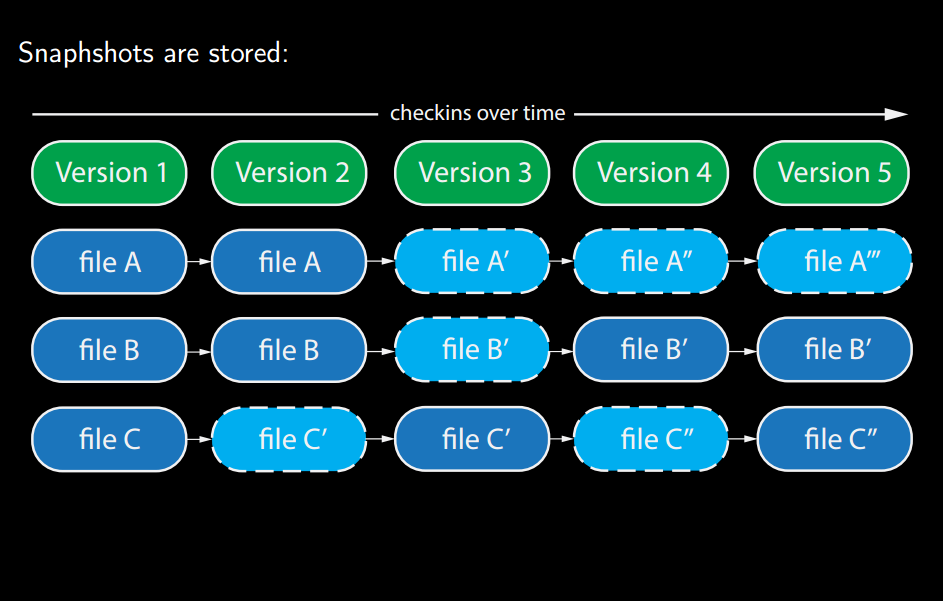 Snaphshots are stored:
checkins over time
Version 1 Version 2 Version 3 Version 4 Version 5
file A file A file A′ file A″ file A‴
file B file B file B′ file B′ file B′
file C file C′ file C′ file C″ file C″